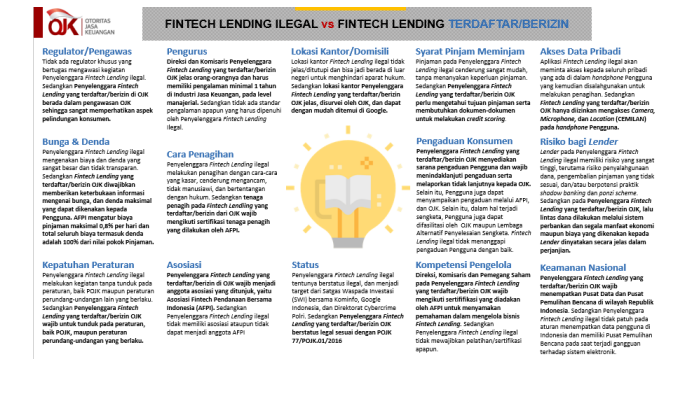 OJK
OTORITAS
JASA
KEUANGAN
FINTECH LENDING ILEGAL vs FINTECH LENDING TERDAFTAR/BERIZIN
Regulator/Pengawas
Tidak ada regulator khusus yang
bertugas mengawasi kegiatan
Penyelenggara Fintech Lending ilegal.
Sedangkan Penyelenggara Fintech
Lending yang terdaftar/berizin di OJK
berada dalam pengawasan OJK
sehingga sangat memperhatikan aspek
pelindungan konsumen.
Bunga & Denda
Penyelenggara Fintech Lending ilegal
mengenakan biaya dan denda yang
sangat besar dan tidak transparan.
Sedangkan Fintech Lending yang
terdaftar/berizin di OJK diwajibkan
memberikan keterbukaan informasi
mengenai bunga, dan denda maksimal
yang dapat dikenakan kepada
Pengguna. AFPI mengatur biaya
pinjaman maksimal 0,8% per hari dan
total seluruh biaya termasuk denda
adalah 100% dari nilai pokok Pinjaman.
Kepatuhan Peraturan
Penyelenggara Fintech Lending ilegal
melakukan kegiatan tanpa tunduk pada
peraturan, baik POJK maupun peraturan
perundang-undangan lain yang berlaku.
Sedangkan Penyelenggara Fintech
Lending yang terdaftar/berizin di OJK
wajib untuk tunduk pada peraturan,
baik POJK, maupun peraturan
perundang-undangan yang berlaku.
Pengurus
Direksi dan Komisaris Penyelenggara
Fintech Lending yang terdaftar/berizin
OJK jelas orang-orangnya dan harus
memiliki pengalaman minimal 1 tahun
di Industri Jasa Keuangan, pada level
manajerial. Sedangkan tidak ada standar
pengalaman apapun yang harus dipenuhi
oleh Penyelenggara Fintech Lending
Ilegal.
Cara Penagihan
Penyelenggara Fintech Lending ilegal
melakukan penagihan dengan cara-cara
yang kasar, cenderung mengancam,
tidak manusiawi, dan bertentangan
dengan hukum. Sedangkan tenaga
penagih pada Fintech Lending yang
terdaftar/berizin dari OJK wajib
mengikuti sertifikasi tenaga penagih
yang dilakukan oleh AFPI.
Asosiasi
Penyelenggara Fintech Lending yang
terdaftar/berizin di OJK wajib menjadi
anggota asosiasi yang ditunjuk, yaitu
Asosiasi Fintech Pendanaan Bersama
Indonesia (AFPI). Sedangkan
Penyelenggara Fintech Lending ilegal
tidak memiliki asosiasi ataupun tidak
dapat menjadi anggota AFPI
Lokasi Kantor/Domisili
Lokasi kantor Fintech Lending ilegal tidak
jelas/ditutupi dan bisa jadi berada di luar
negeri untuk menghindari aparat hukum.
Sedangkan lokasi kantor Penyelenggara
Fintech Lending yang terdaftar/berizin
OJK jelas, disurvei oleh OJK, dan dapat
dengan mudah ditemui di Google.
Status
Penyelenggara Fintech Lending ilegal
tentunya berstatus ilegal, dan menjadi
target dari Satgas Waspada Investasi
(SWI) bersama Kominfo, Google
Indonesia, dan Direktorat Cybercrime
Polri. Sedangkan Penyelenggara Fintech
Lending yang terdaftar/berizin OJK
berstatus legal sesuai dengan POJK
77/POJK.01/2016
Syarat Pinjam Meminjam
Pinjaman pada Penyelenggara Fintech
Lending ilegal cenderung sangat mudah,
tanpa menanyakan keperluan pinjaman.
Sedangkan Penyelenggara Fintech
Lending yang terdaftar/berizin OJK
perlu mengetahui tujuan pinjaman serta
membutuhkan dokumen-dokumen
untuk melakukan credit scoring.
Pengaduan Konsumen
Penyelenggara Fintech Lending yang
terdaftar/berizin OJK menyediakan
sarana pengaduan Pengguna dan wajib
menindaklanjuti pengaduan serta
melaporkan tidak lanjutnya kepada OJK.
Selain itu, Pengguna juga dapat
menyampaikan pengaduan melalui AFPI,
dan OJK. Selain itu, dalam hal terjadi
sengketa, Pengguna juga dapat
difasilitasi oleh OJK maupun Lembaga
Alternatif Penyelesaian Sengketa. Fintech
Lending ilegal tidak menanggapi
pengaduan Pengguna dengan baik.
Kompetensi Pengelola
Direksi, Komisaris dan Pemegang Saham
pada Penyelenggara Fintech Lending
yang terdaftar/berizin OJK wajib
mengikuti sertifikasi yang diadakan
oleh AFPI untuk menyamakan
pemahaman dalam mengelola bisnis
Fintech Lending. Sedangkan
Penyelenggara Fintech Lending ilegal
tidak mewajibkan pelatihan/sertifikasi
apapun.
Akses Data Pribadi
Aplikasi Fintech Lending ilegal akan
meminta akses kepada seluruh pribadi
yang ada di dalam handphone Pengguna
yang kemudian disalahgunakan untuk
melakukan penagihan. Sedangkan
Fintech Lending yang terdaftar/berizin
OJK hanya diizinkan mengakses Camera,
Microphone, dan Location (CEMILAN)
pada handphone Pengguna.
Risiko bagi Lender
Lender pada Penyelenggara Fintech
Lending ilegal memiliki risiko yang sangat
tinggi, terutama risiko penyalahgunaan
dana, pengembalian pinjaman yang tidak
sesuai, dan/atau berpotensi praktik
shadow banking dan ponzi scheme.
Sedangkan pada Penyelenggara Fintech
Lending yang terdaftar/berizin OJK, lalu
lintas dana dilakukan melalui sistem
perbankan dan segala manfaat ekonomi
maupun biaya yang dikenakan kepada
Lender dinyatakan secara jelas dalam
perjanjian.
Keamanan Nasional
Penyelenggara Fintech Lending yang
terdaftar/berizin OJK wajib
menempatkan Pusat Data dan Pusat
Pemulihan Bencana di wilayah Republik
Indonesia. Sedangkan Penyelenggara
Fintech Lending ilegal tidak patuh pada
aturan menempatkan data pengguna di
Indonesia dan memiliki Pusat Pemulihan
Bencana pada saat terjadi gangguan
terhadap sistem elektronik.